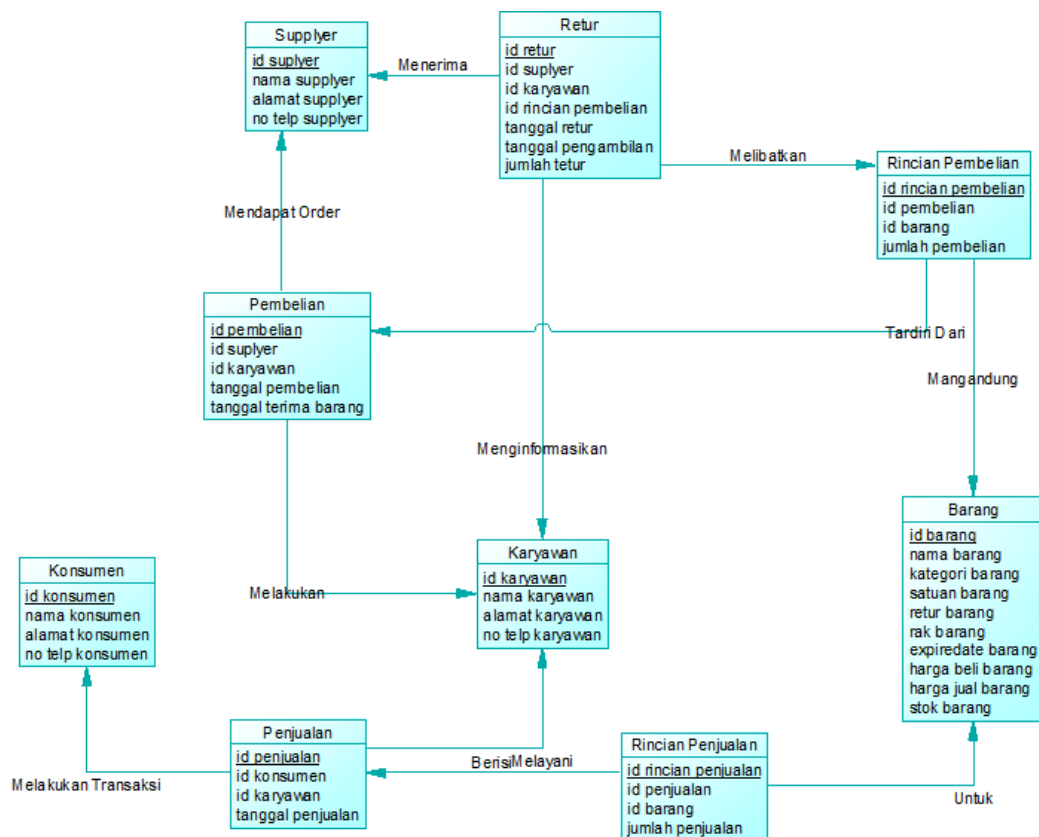 Supplyer
id suplyer
nama supplyer
alamat supplyer
no telp supplyer
Menerima
Retur
id retur
id suplyer
id karyawan
id rincian pembelian
tanggal retur
tanggal pengambilan
jumlah tetur
Melibatkan
Rincian Pembelian
id rincian pembelian
id pembelian
id barang
jumlah pembelian
Mendapat Order
Pembelian
id pembelian
id suplyer
id karyawan
tanggal pembelian
tanggal terima barang
Tardiri Dari
Mangandung
Menginformasikan
Barang
id barang
nama barang
kategori barang
satuan barang
retur barang
rak barang
expiredate barang
harga beli barang
harga jual barang
stok barang
Karyawan
id karyawan
nama karyawan
alamat karyawan
no telp karyawan
Melakukan
Konsumen
id konsumen
nama konsumen
alamat konsumen
no telp konsumen
Melakukan Transaksi
Penjualan
id penjualan
id konsumen
id karyawan
tanggal penjualan
Berisi
Melayani
Rincian Penjualan
id rincian penjualan
id penjualan
id barang
jumlah penjualan
Untuk